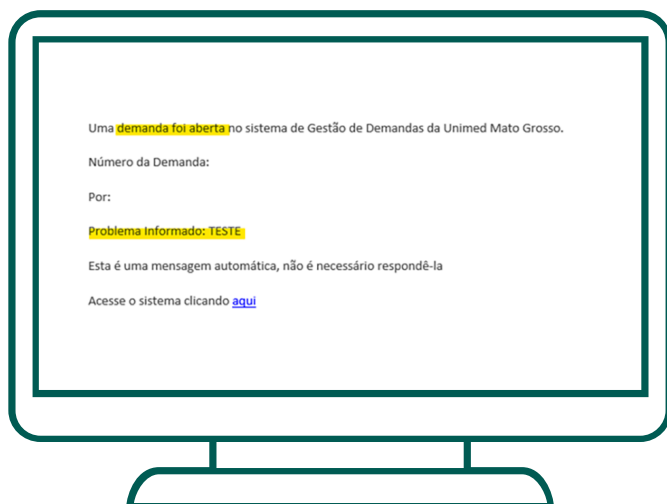 Uma demanda foi aberta no sistema de Gestão de Demandas da Unimed Mato Grosso.
Número da Demanda:
Por:
Problema Informado: TESTE
Esta é uma mensagem automática, não é necessário respondê-la
Acesse o sistema clicando aqui